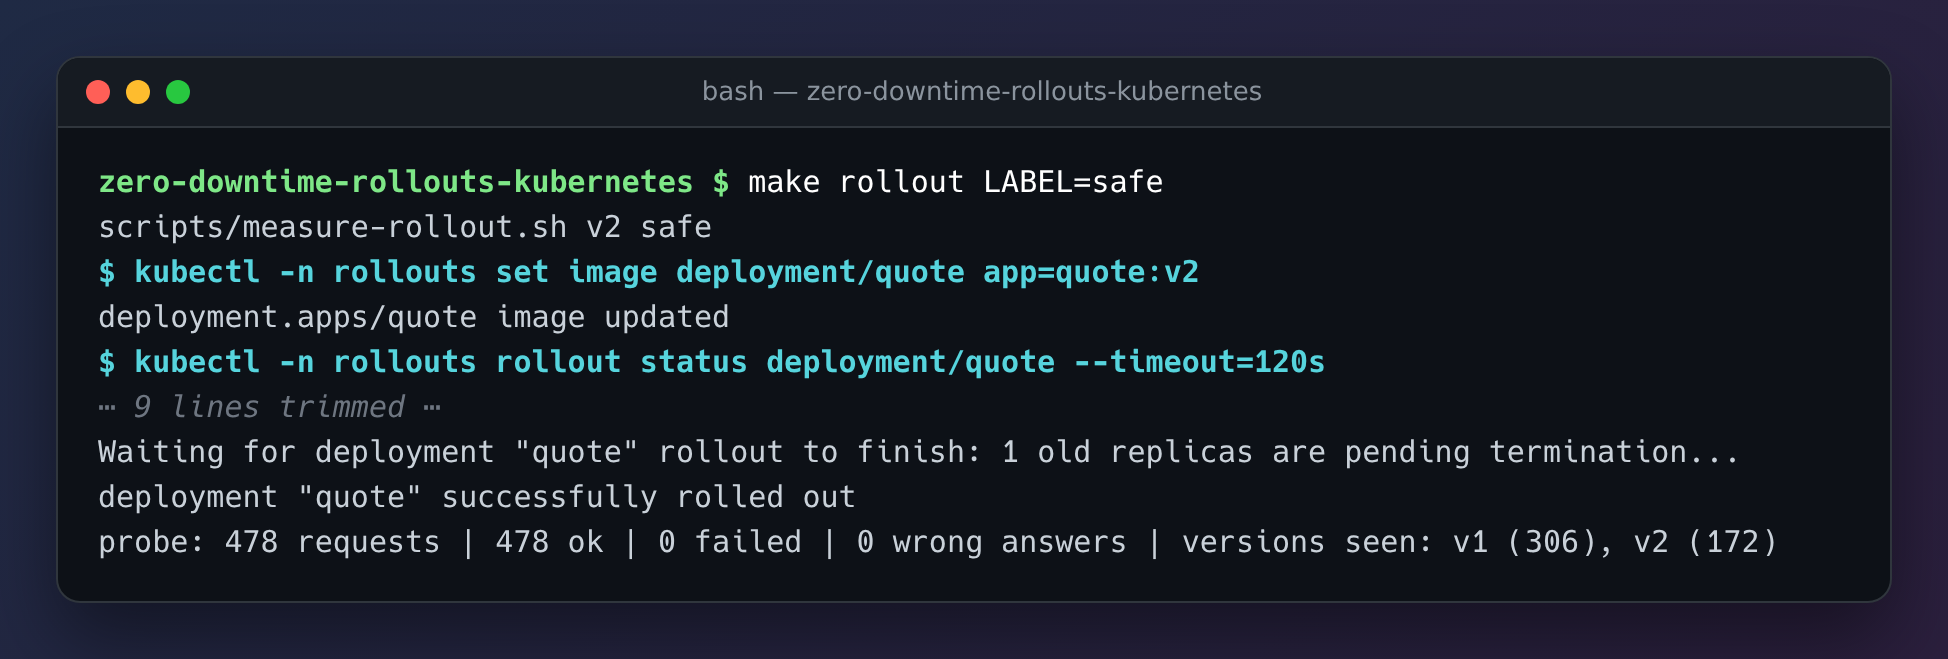 bash — zero-downtime-rollouts-kubernetes
zero-downtime-rollouts-kubernetes $ make rollout LABEL=safe
scripts/measure-rollout.sh v2 safe
$ kubectl -n rollouts set image deployment/quote app=quote:v2
deployment.apps/quote image updated
$ kubectl -n rollouts rollout status deployment/quote --timeout=120s
⋯ 9 lines trimmed ⋯
Waiting for deployment "quote" rollout to finish: 1 old replicas are pending termination...
deployment "quote" successfully rolled out
probe: 478 requests | 478 ok | 0 failed | 0 wrong answers | versions seen: v1 (306), v2 (172)